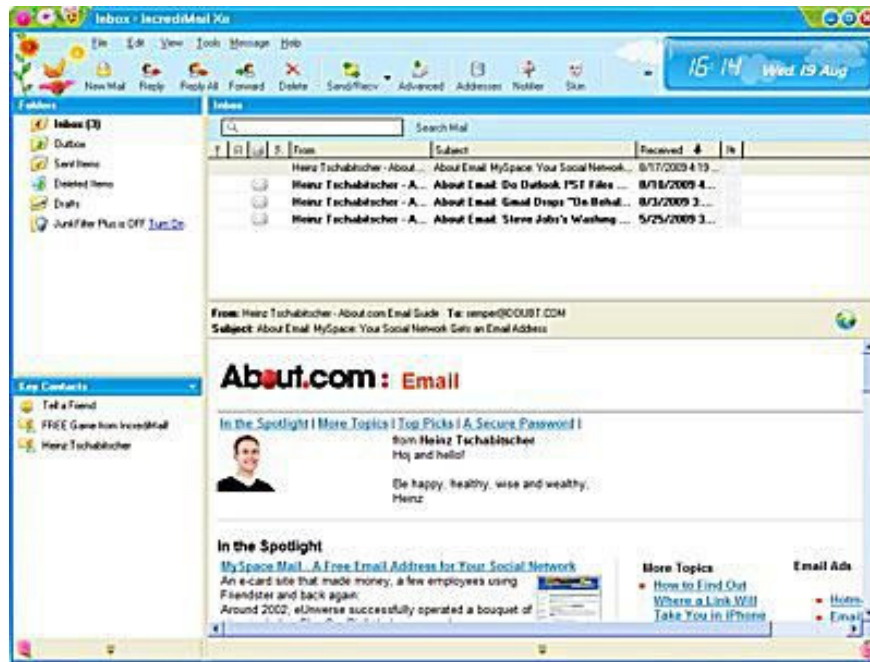 Inbox - IncrediMail Xe
File Edit View Tools Message Help
New Mail Reply Reply All Forward Delete Send/Recv Advanced Addresses Notifier Skin
16:14 Wed. 19 Aug
Folders
Inbox (3)
Outbox
Sent Items
Deleted Items
Drafts
JunkFilter Plus is OFF Turn On
Inbox
Search Mail
From Subject Received
Heinz Tschabitscher - About... About Email: MySpace: Your Social Network... 8/17/2009 4:19 ...
Heinz Tschabitscher - A... About Email: Do Outlook PST Files ... 8/10/2009 4...
Heinz Tschabitscher - A... About Email: Gmail Drops "On Behal... 8/3/2009 3:...
Heinz Tschabitscher - A... About Email: Steve Jobs's Washing ... 5/25/2009 3...
From: Heinz Tschabitscher - About.com Email Guide To: semper@DOUBT.COM
Subject: About Email: MySpace: Your Social Network Gets an Email Address
About.com: Email
In the Spotlight | More Topics | Top Picks | A Secure Password |
from Heinz Tschabitscher
Hoj and hello!
Be happy, healthy, wise and wealthy,
Heinz
Key Contacts
Tell a Friend
FREE Game from IncrediMail!
Heinz Tschabitscher
In the Spotlight
MySpace Mail...A Free Email Address for Your Social Network
An e-card site that made money, a few employees using
Friendster and back again:
Around 2002, eUniverse successfully operated a bouquet of
More Topics
How to Find Out
Where a Link Will
Take You in iPhone
Email Ads
Hotm
Email